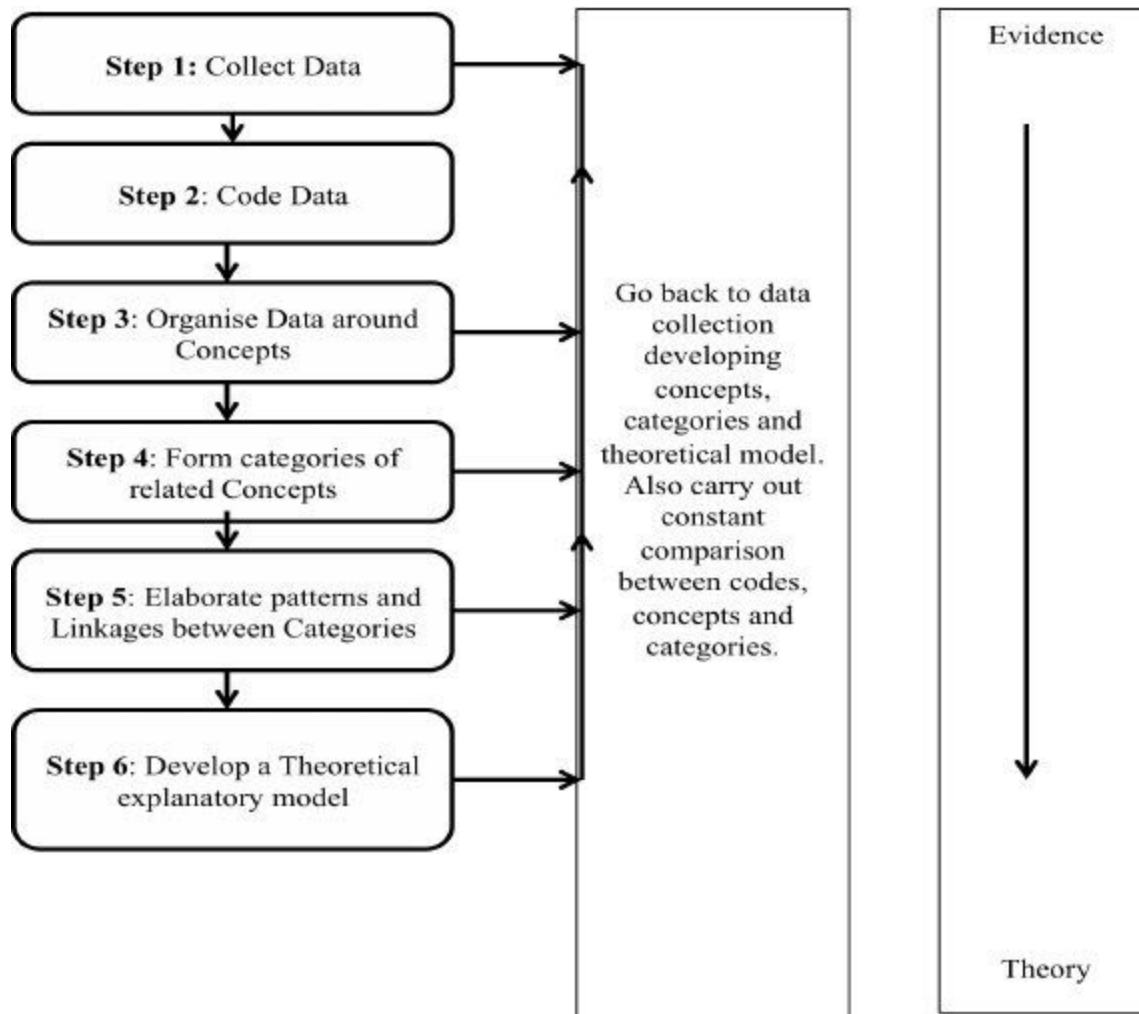 Step 1: Collect Data
Step 2: Code Data
Step 3: Organise Data around
Concepts
Step 4: Form categories of
related Concepts
Step 5: Elaborate patterns and
Linkages between Categories
Step 6: Develop a Theoretical
explanatory model
Go back to data
collection
developing
concepts,
categories and
theoretical model.
Also carry out
constant
comparison
between codes,
concepts and
categories.
Evidence
Theory